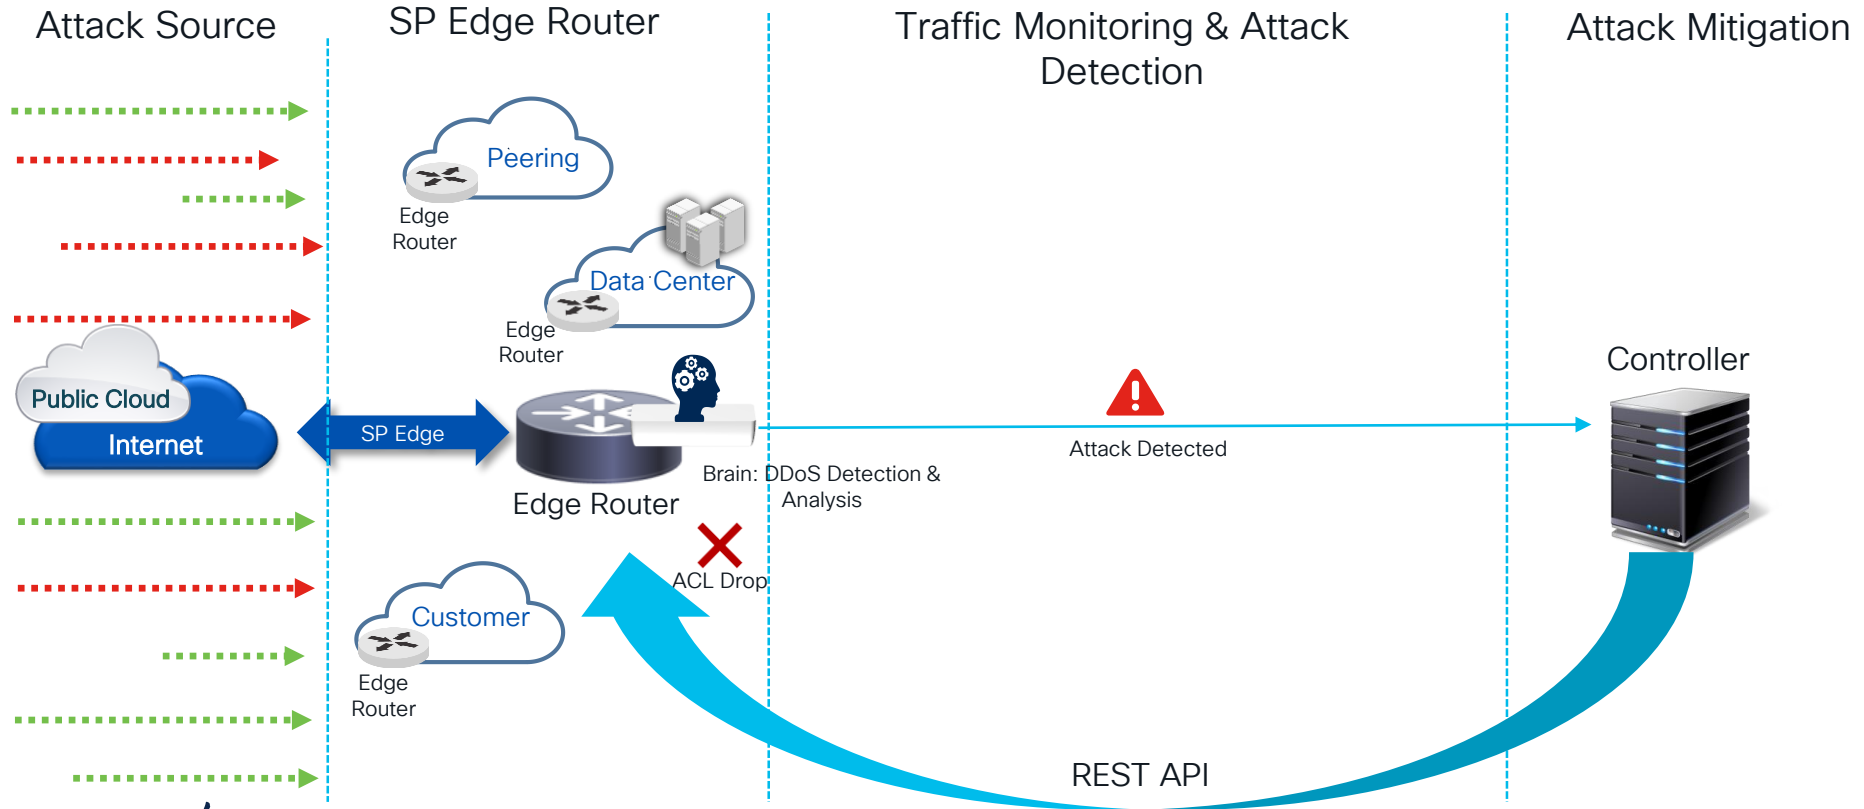 Attack Source
SP Edge Router
Traffic Monitoring & Attack
Detection
Attack Mitigation
Peering
Edge
Router
Data Center
Edge
Router
Public Cloud
Internet
SP Edge
Edge Router
Brain: DDoS Detection &
Analysis
Attack Detected
Controller
ACL Drop
Customer
Edge
Router
REST API